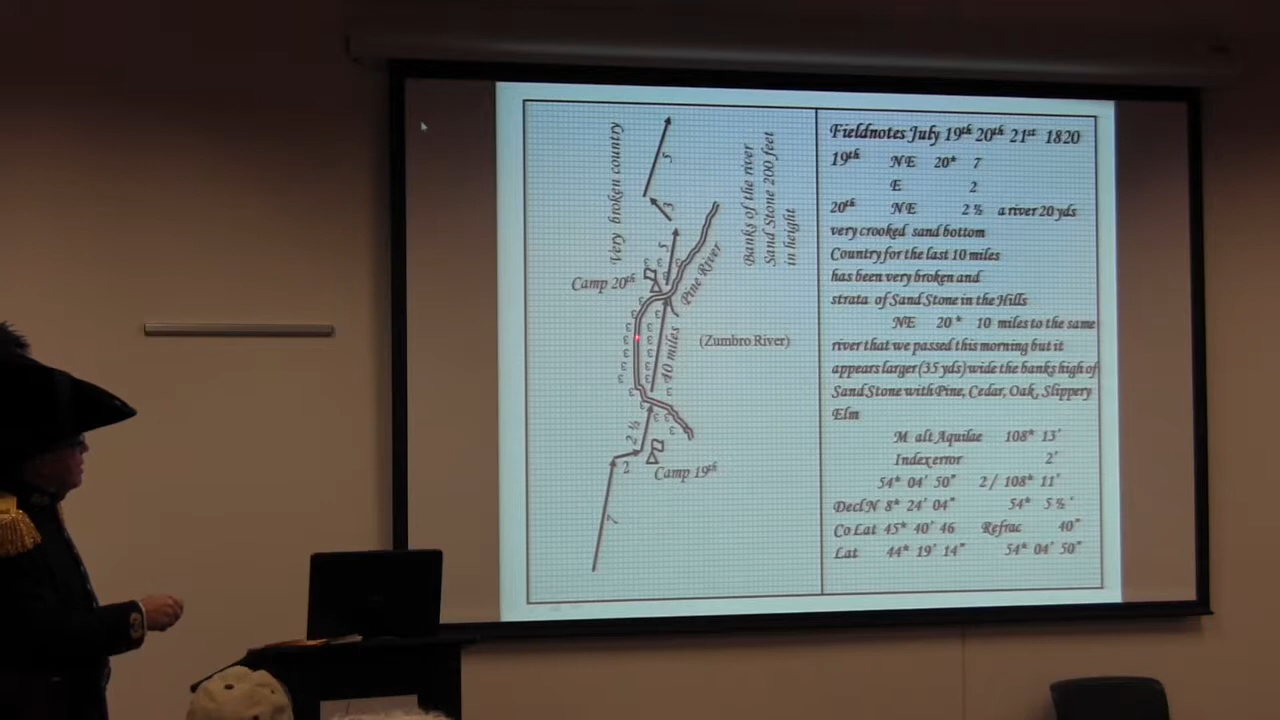 Very broken country
5
3
5
Banks of the river
Sand Stone 200 feet
in height
Camp 20th
Pine River
(Zumbro River)
10 miles
2 ½
2
Camp 19th
7
Fieldnotes July 19th 20th 21st 1820
19th NE 20° 7
E 2
20th NE 2 ½ a river 20 yds
very crooked sand bottom
Country for the last 10 miles
has been very broken and
strata of Sand Stone in the Hills
NE 20° 10 miles to the same
river that we passed this morning but it
appears larger (35 yds) wide the banks high of
Sand Stone with Pine, Cedar, Oak, Slippery
Elm
M alt Aquilae 108° 13'
Index error 2'
54° 04' 50" 2/ 108° 11'
Decl N 8° 24' 04" 54° 5 ½'
Co Lat 45° 40' 46 Refrac 40"
Lat 44° 19' 14" 54° 04' 50"